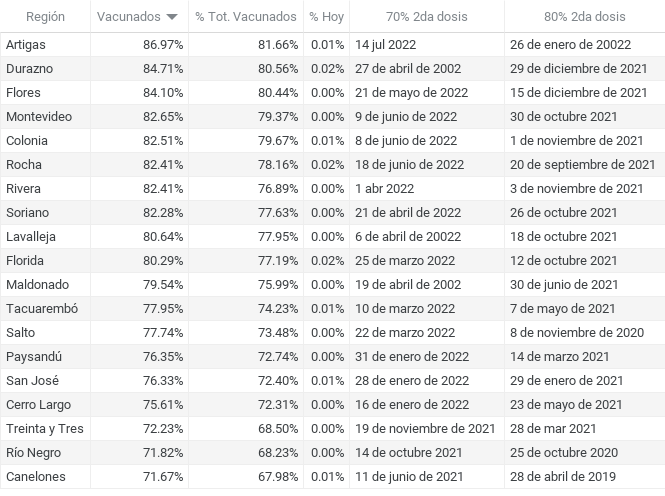 Región Vacunados % Tot. Vacunados % Hoy 70% 2da dosis 80% 2da dosis
Artigas 86.97% 81.66% 0.01% 14 jul 2022 26 de enero de 20022
Durazno 84.71% 80.56% 0.02% 27 de abril de 2002 29 de diciembre de 2021
Flores 84.10% 80.44% 0.00% 21 de mayo de 2022 15 de diciembre de 2021
Montevideo 82.65% 79.37% 0.00% 9 de junio de 2022 30 de octubre 2021
Colonia 82.51% 79.67% 0.01% 8 de junio de 2022 1 de noviembre de 2021
Rocha 82.41% 78.16% 0.02% 18 de junio de 2022 20 de septiembre de 2021
Rivera 82.41% 76.89% 0.00% 1 abr 2022 3 de noviembre de 2021
Soriano 82.28% 77.63% 0.00% 21 de abril de 2022 26 de octubre 2021
Lavalleja 80.64% 77.95% 0.00% 6 de abril de 20022 18 de octubre 2021
Florida 80.29% 77.19% 0.02% 25 de marzo 2022 12 de octubre 2021
Maldonado 79.54% 75.99% 0.00% 19 de abril de 2002 30 de junio de 2021
Tacuarembó 77.95% 74.23% 0.01% 10 de marzo 2022 7 de mayo de 2021
Salto 77.74% 73.48% 0.00% 22 de marzo 2022 8 de noviembre de 2020
Paysandú 76.35% 72.74% 0.00% 31 de enero de 2022 14 de marzo 2021
San José 76.33% 72.40% 0.01% 28 de enero de 2022 29 de enero de 2021
Cerro Largo 75.61% 72.31% 0.00% 16 de enero de 2022 23 de mayo de 2021
Treinta y Tres 72.23% 68.50% 0.00% 19 de noviembre de 2021 28 de mar 2021
Río Negro 71.82% 68.23% 0.00% 14 de octubre 2021 25 de octubre 2020
Canelones 71.67% 67.98% 0.01% 11 de junio de 2021 28 de abril de 2019